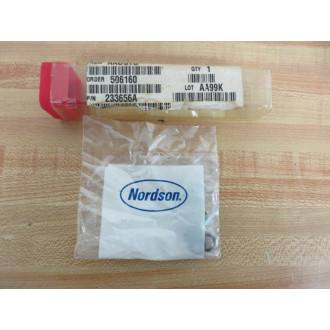 ORDER 506160
QTY 1
P/N 233656A
LOT AA99K
Nordson.